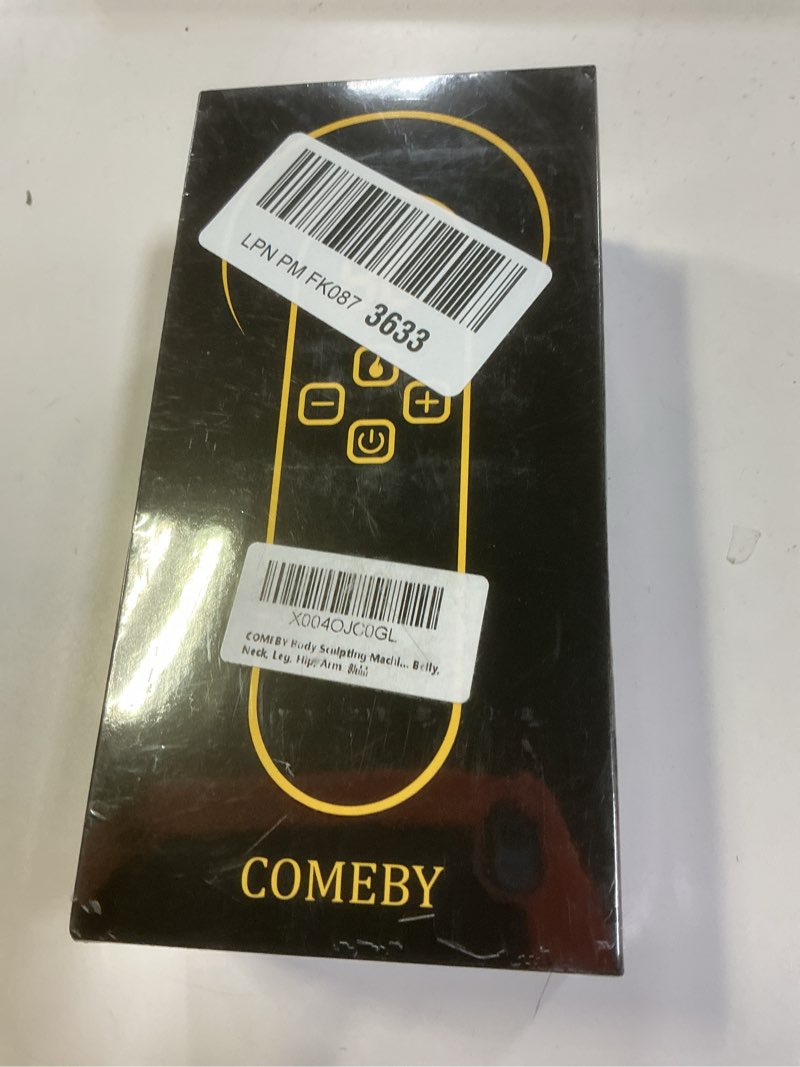 LPN PM FK087 3633
X004OJC0GL
COMEBY Body Sculpting Machi... Belly,
Neck, Leg, Hip, Arm
COMEBY